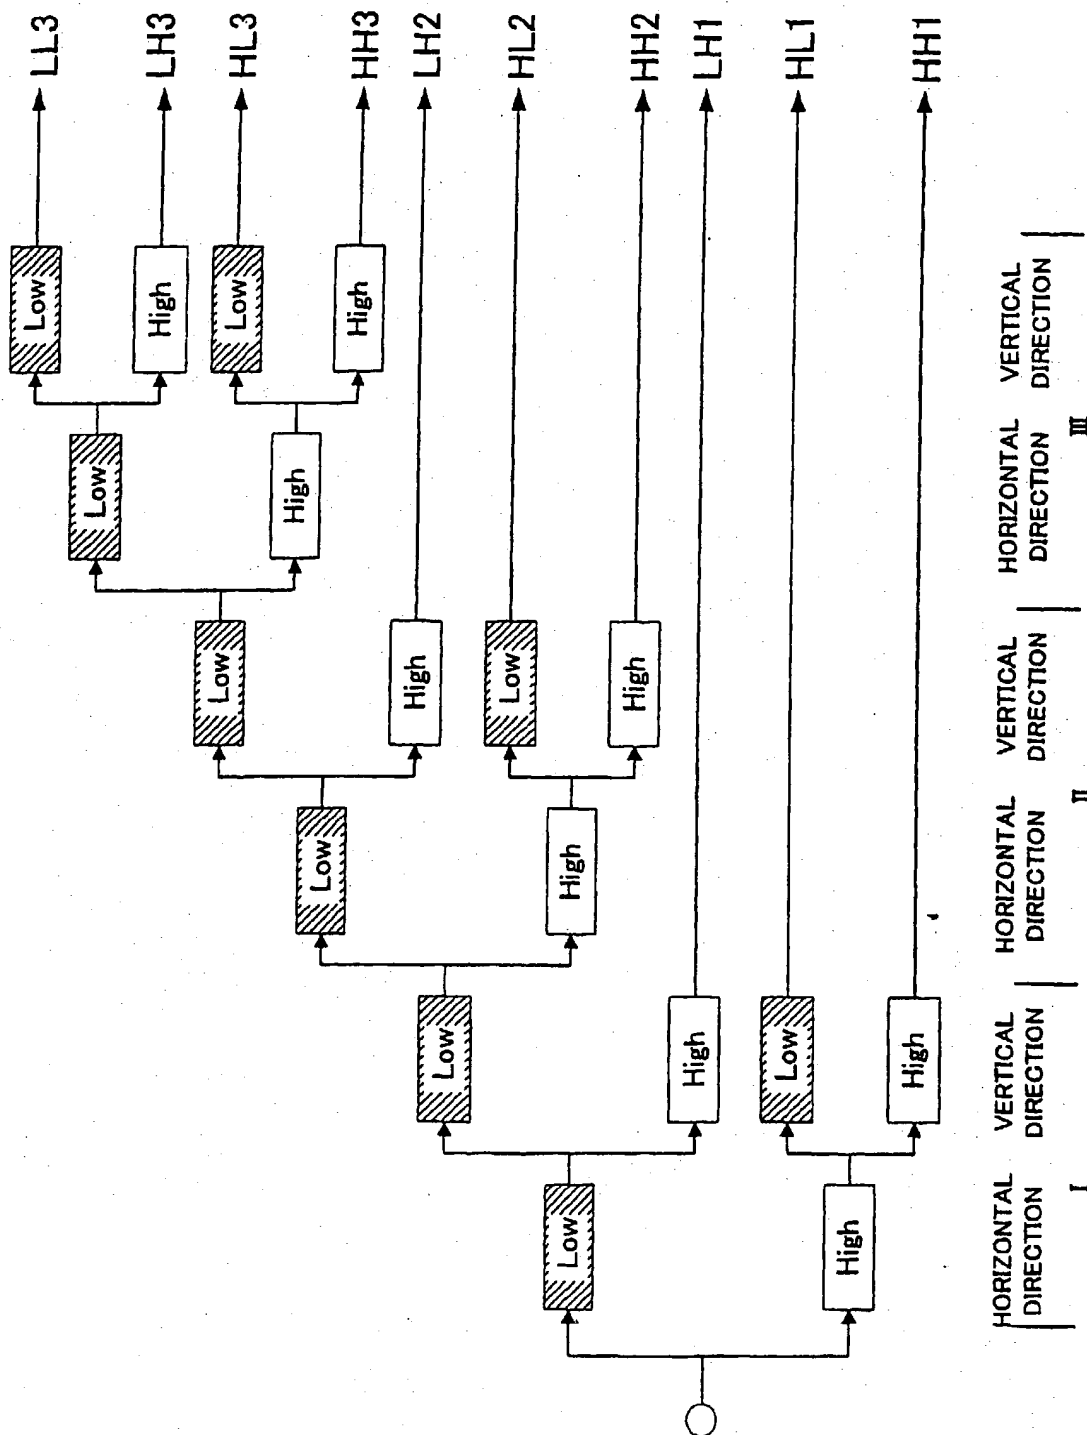 Low LL3
Low
High LH3
Low
Low HL3
High
Low
High HH3
High LH2
Low
Low HL2
Low High
High HH2
High LH1
Low HL1
High
High HH1
HORIZONTAL VERTICAL HORIZONTAL VERTICAL HORIZONTAL VERTICAL
DIRECTION DIRECTION DIRECTION DIRECTION DIRECTION DIRECTION
I II III